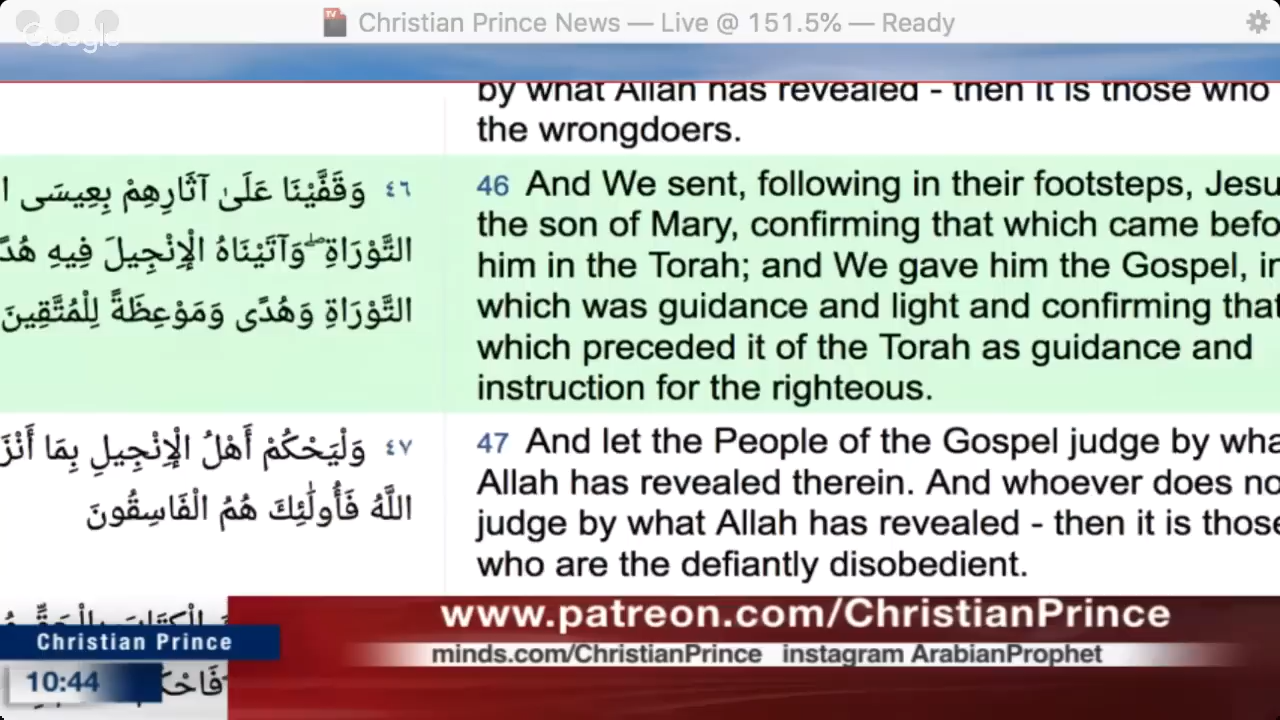 Christian Prince News — Live @ 151.5% — Ready
Google
by what Allah has revealed - then it is those who
the wrongdoers.
٤٦ وَقَفَّيْنَا عَلَىٰ آثَارِهِمْ بِعِيسَى ا
التَّوْرَاةِ ۖ وَآتَيْنَاهُ الْإِنْجِيلَ فِيهِ هُدً
التَّوْرَاةِ وَهُدًى وَمَوْعِظَةً لِلْمُتَّقِينَ
46 And We sent, following in their footsteps, Jesu
the son of Mary, confirming that which came befo
him in the Torah; and We gave him the Gospel, in
which was guidance and light and confirming that
which preceded it of the Torah as guidance and
instruction for the righteous.
٤٧ وَلْيَحْكُمْ أَهْلُ الْإِنْجِيلِ بِمَا أَنْزَ
اللَّهُ فَأُولَٰئِكَ هُمُ الْفَاسِقُونَ
47 And let the People of the Gospel judge by wha
Allah has revealed therein. And whoever does no
judge by what Allah has revealed - then it is those
who are the defiantly disobedient.
www.patreon.com/ChristianPrince
Christian Prince
minds.com/ChristianPrince instagram ArabianProphet
10:44